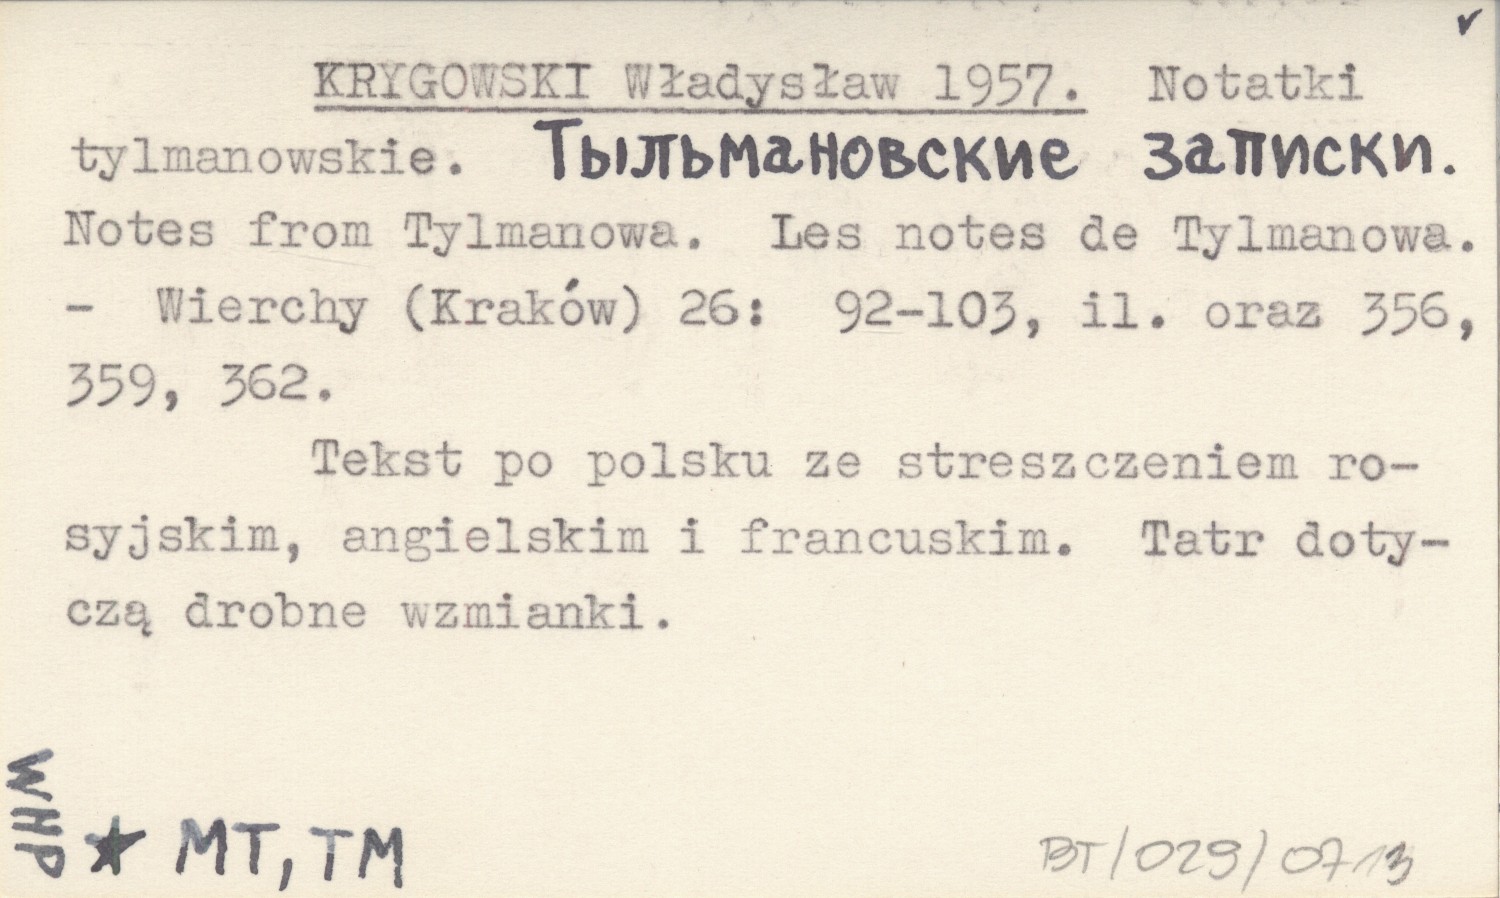 ✓
KRYGOWSKI Władysław 1957. Notatki
tylmanowskie. Тыльмановские записки.
Notes from Tylmanowa. Les notes de Tylmanowa.
- Wierchy (Kraków) 26: 92-103, il. oraz 356,
359, 362.
Tekst po polsku ze streszczeniem ro-
syjskim, angielskim i francuskim. Tatr doty-
czą drobne wzmianki.
WHP
★ MT, TM
BT/029/0713